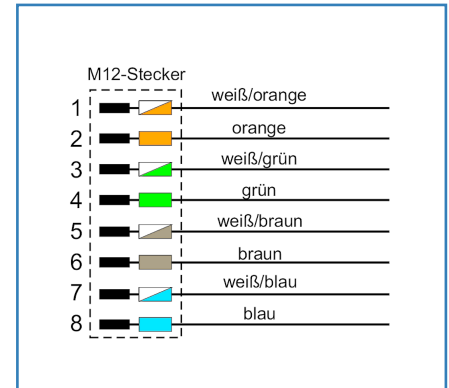 M12-Stecker
1 weiß/orange
2 orange
3 weiß/grün
4 grün
5 weiß/braun
6 braun
7 weiß/blau
8 blau